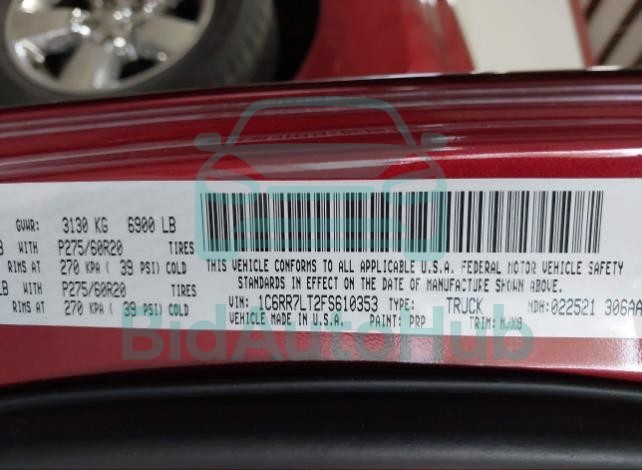 GVWR: 3130 KG 6900 LB
B WITH P275/60R20 TIRES
RIMS AT 270 KPA ( 39 PSI) COLD
LB WITH P275/60R20 TIRES
RIMS AT 270 KPA ( 39 PSI) COLD
THIS VEHICLE CONFORMS TO ALL APPLICABLE U.S.A. FEDERAL MOTOR VEHICLE SAFETY
STANDARDS IN EFFECT ON THE DATE OF MANUFACTURE SHOWN ABOVE.
VIN: 1C6RR7LT2FS610353 TYPE: TRUCK MDH: 022521 306AA
VEHICLE MADE IN U.S.A. PAINT: PRP TRIM:
BidAutoHub